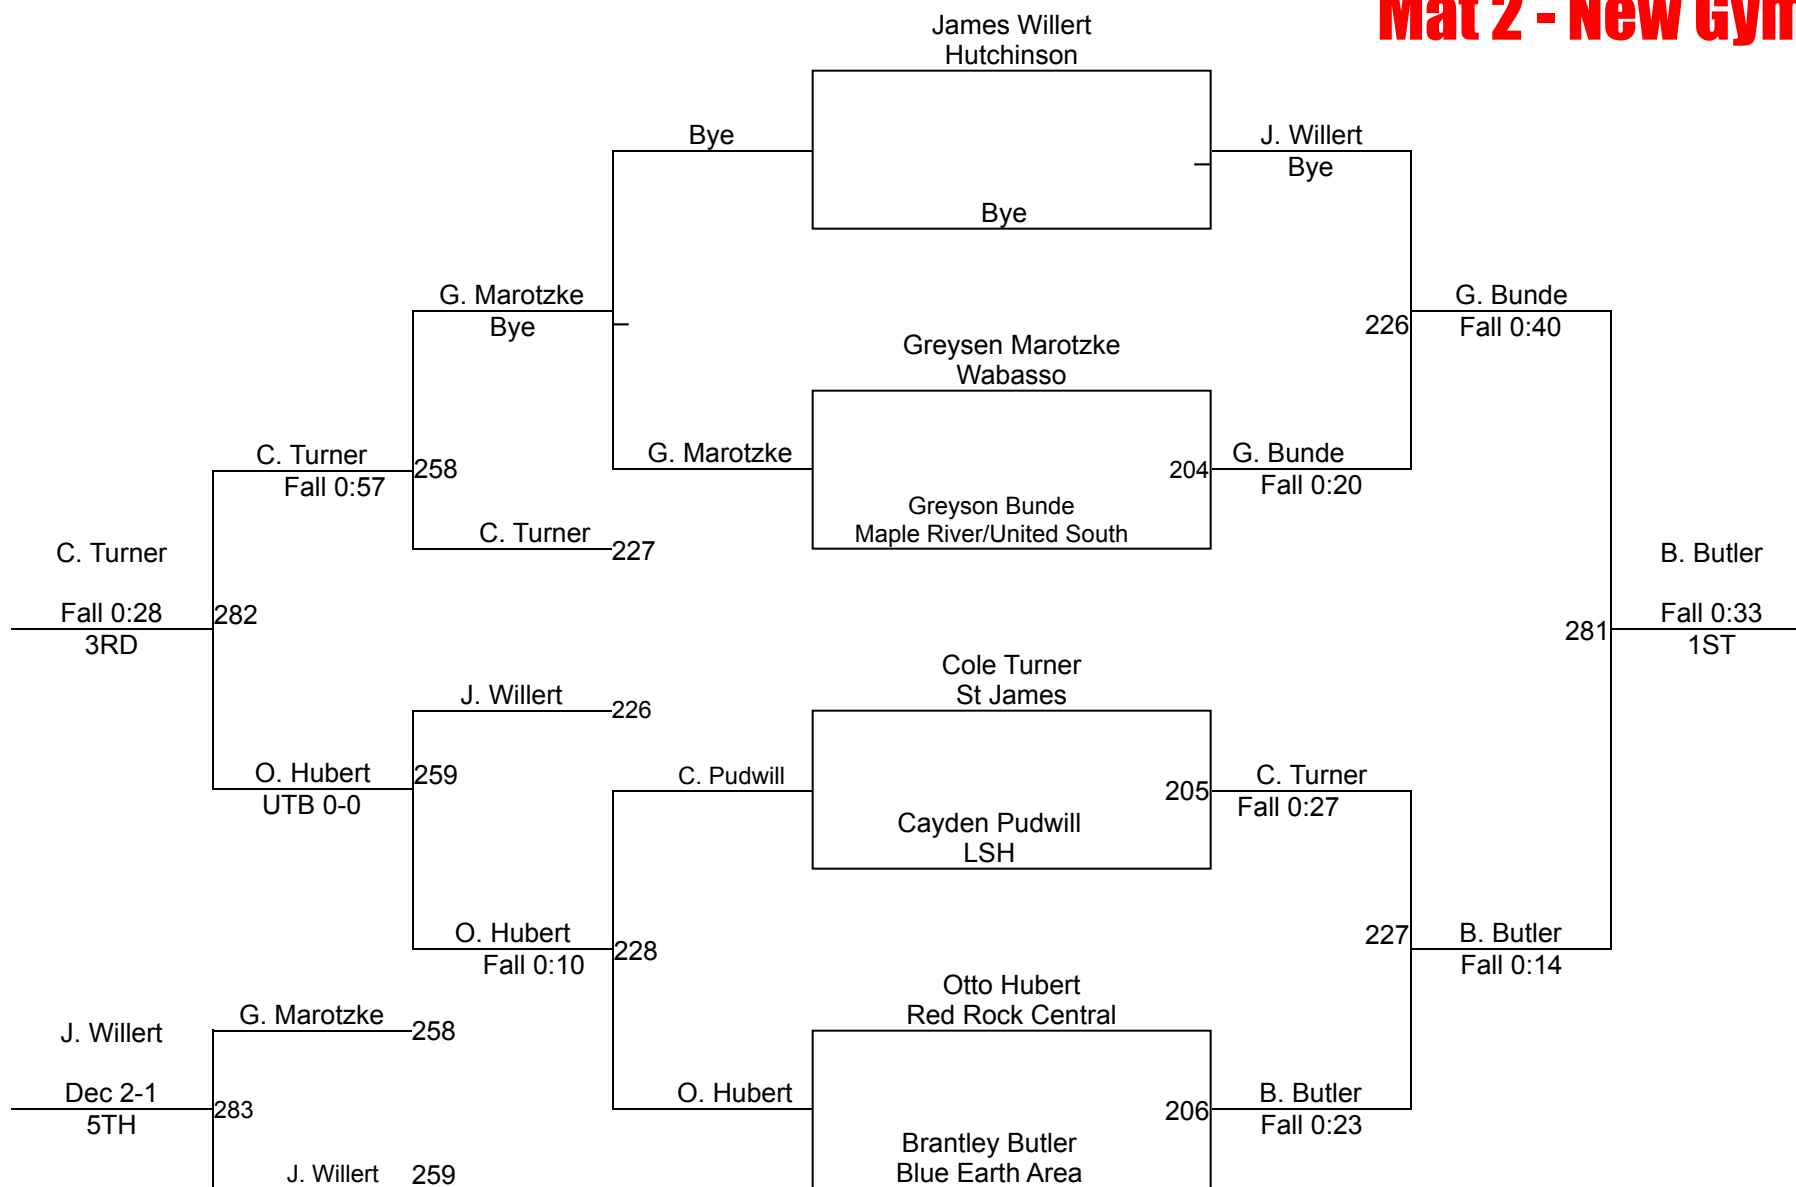 Mat 2 - New Gym
James Willert
Hutchinson
Bye
J. Willert
Bye
Bye
G. Marotzke
Bye
G. Bunde
226
Fall 0:40
Greysen Marotzke
Wabasso
C. Turner
Fall 0:57
258
G. Marotzke
204
G. Bunde
Fall 0:20
Greyson Bunde
Maple River/United South
C. Turner
227
C. Turner
Fall 0:28
3RD
282
B. Butler
281
Fall 0:33
1ST
Cole Turner
St James
J. Willert
226
O. Hubert
UTB 0-0
259
C. Pudwill
205
C. Turner
Fall 0:27
Cayden Pudwill
LSH
O. Hubert
Fall 0:10
228
227
B. Butler
Fall 0:14
Otto Hubert
Red Rock Central
G. Marotzke
258
J. Willert
Dec 2-1
5TH
283
O. Hubert
206
B. Butler
Fall 0:23
Brantley Butler
Blue Earth Area
J. Willert
259